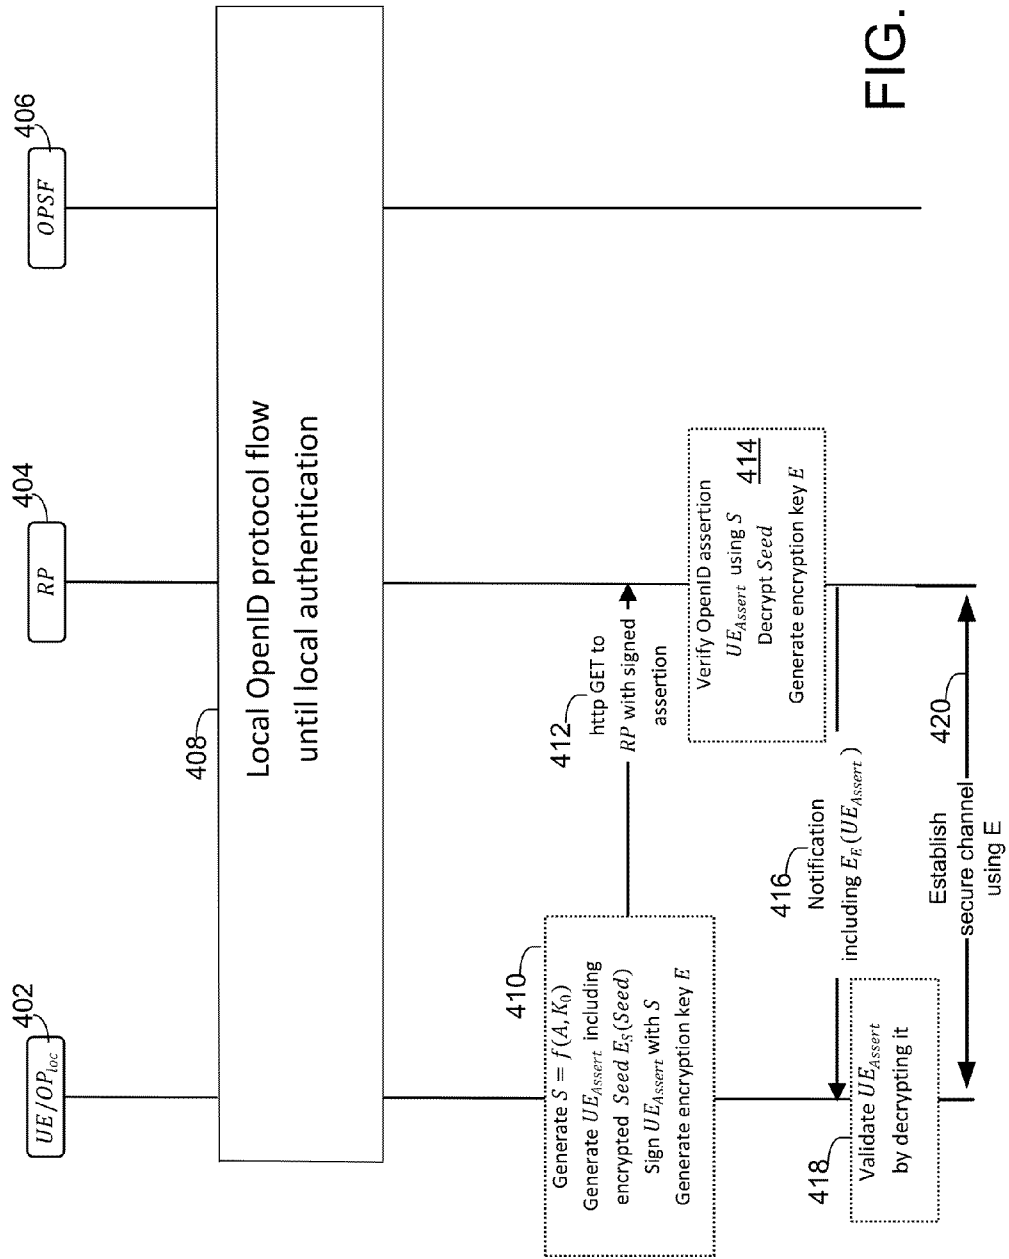 402
UE/OP_loc
404
RP
406
OPSF
408
Local OpenID protocol flow
until local authentication
410
Generate S = f(A, K₀)
Generate UE_Assert including
encrypted Seed E_S(Seed)
Sign UE_Assert with S
Generate encryption key E
412
http GET to
RP with signed
assertion
Verify OpenID assertion
UE_Assert using S
414
Decrypt Seed
Generate encryption key E
416
Notification
including E_E(UE_Assert)
418
Validate UE_Assert
by decrypting it
420
Establish
secure channel
using E
FIG.